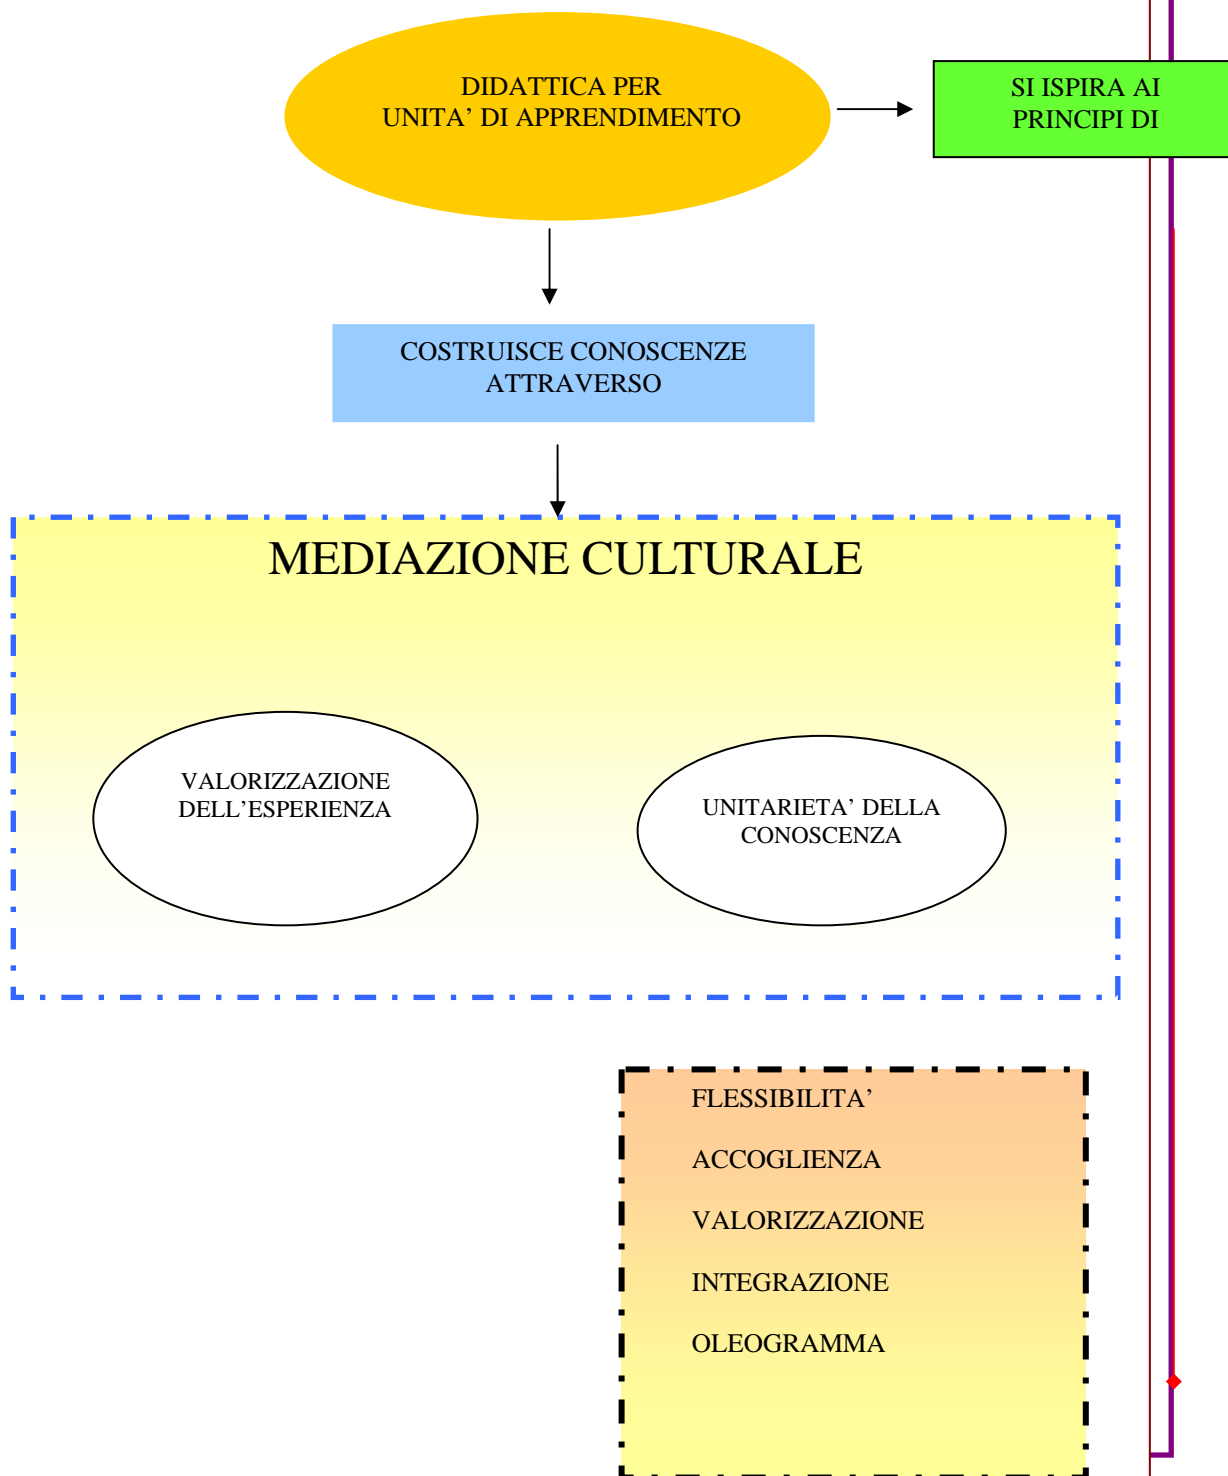 DIDATTICA PER
UNITA’ DI APPRENDIMENTO
SI ISPIRA AI
PRINCIPI DI
COSTRUISCE CONOSCENZE
ATTRAVERSO
MEDIAZIONE CULTURALE
VALORIZZAZIONE
DELL’ESPERIENZA
UNITARIETA’ DELLA
CONOSCENZA
FLESSIBILITA’
ACCOGLIENZA
VALORIZZAZIONE
INTEGRAZIONE
OLEOGRAMMA